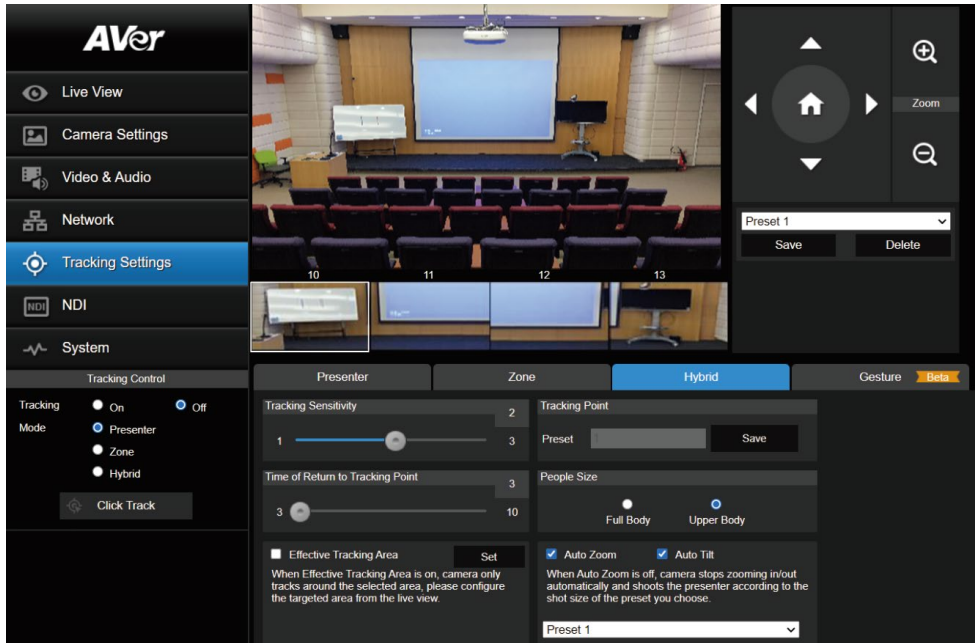 AVer
Live View
Camera Settings
Video & Audio
Network
Tracking Settings
NDI NDI
System
Tracking Control
Tracking On Off
Mode Presenter
Zone
Hybrid
Click Track
10 11 12 13
Zoom
Preset 1
Save Delete
Presenter Zone Hybrid Gesture Beta
Tracking Sensitivity 2
1 3
Time of Return to Tracking Point 3
3 10
Effective Tracking Area Set
When Effective Tracking Area is on, camera only
tracks around the selected area, please configure
the targeted area from the live view.
Tracking Point
Preset 1 Save
People Size
Full Body Upper Body
Auto Zoom Auto Tilt
When Auto Zoom is off, camera stops zooming in/out
automatically and shoots the presenter according to the
shot size of the preset you choose.
Preset 1